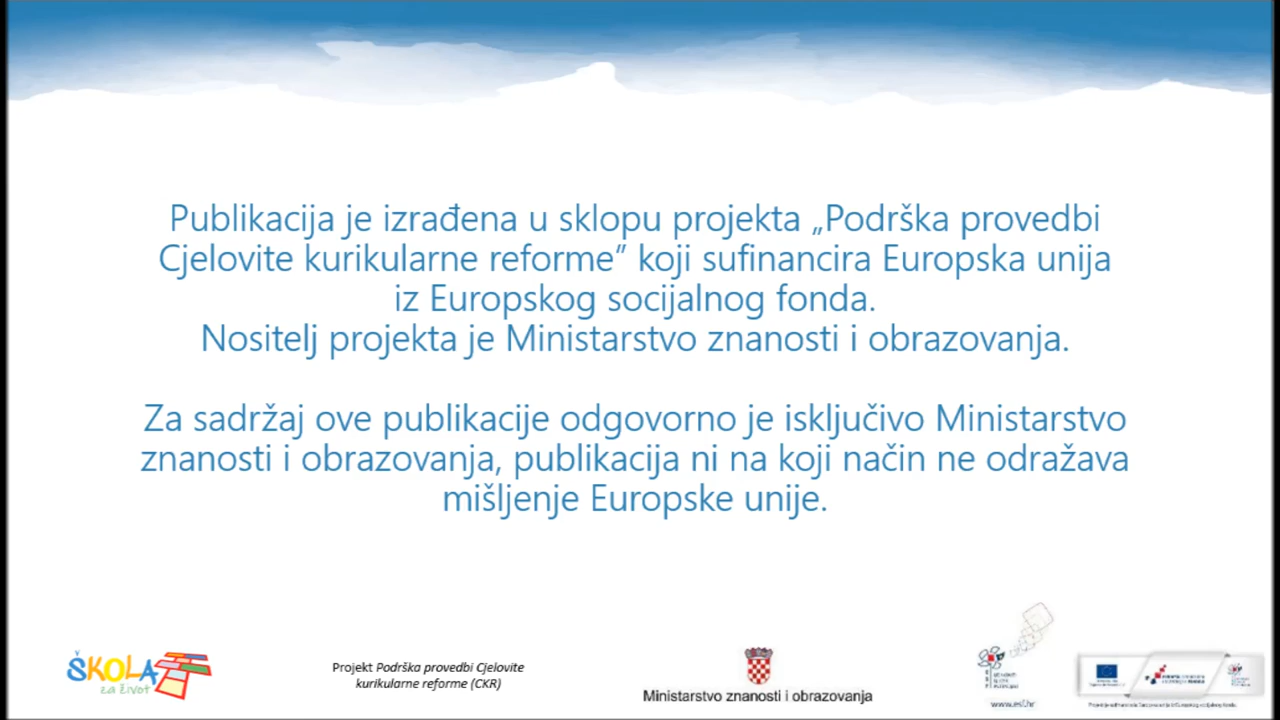 Publikacija je izrađena u sklopu projekta „Podrška provedbi
Cjelovite kurikularne reforme” koji sufinancira Europska unija
iz Europskog socijalnog fonda.
Nositelj projekta je Ministarstvo znanosti i obrazovanja.
Za sadržaj ove publikacije odgovorno je isključivo Ministarstvo
znanosti i obrazovanja, publikacija ni na koji način ne odražava
mišljenje Europske unije.
ŠKOLA
za život
Projekt Podrška provedbi Cjelovite
kurikularne reforme (CKR)
Ministarstvo znanosti i obrazovanja
www.esf.hr